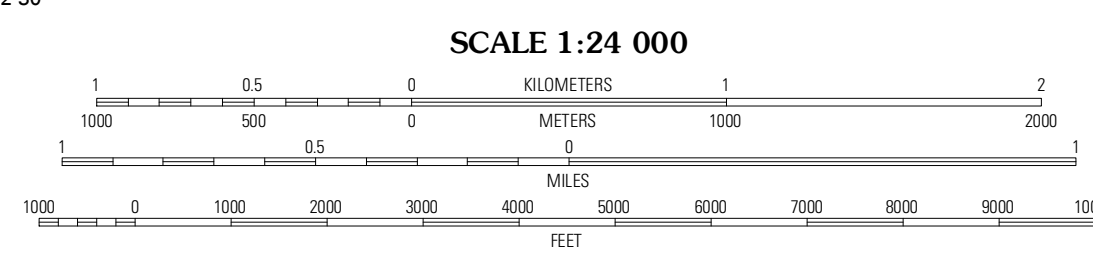 SCALE 1:24 000
1 0.5 0 KILOMETERS 1 2
1000 500 0 METERS 1000 2000
1 0.5 0 1
MILES
1000 0 1000 2000 3000 4000 5000 6000 7000 8000 9000
FEET